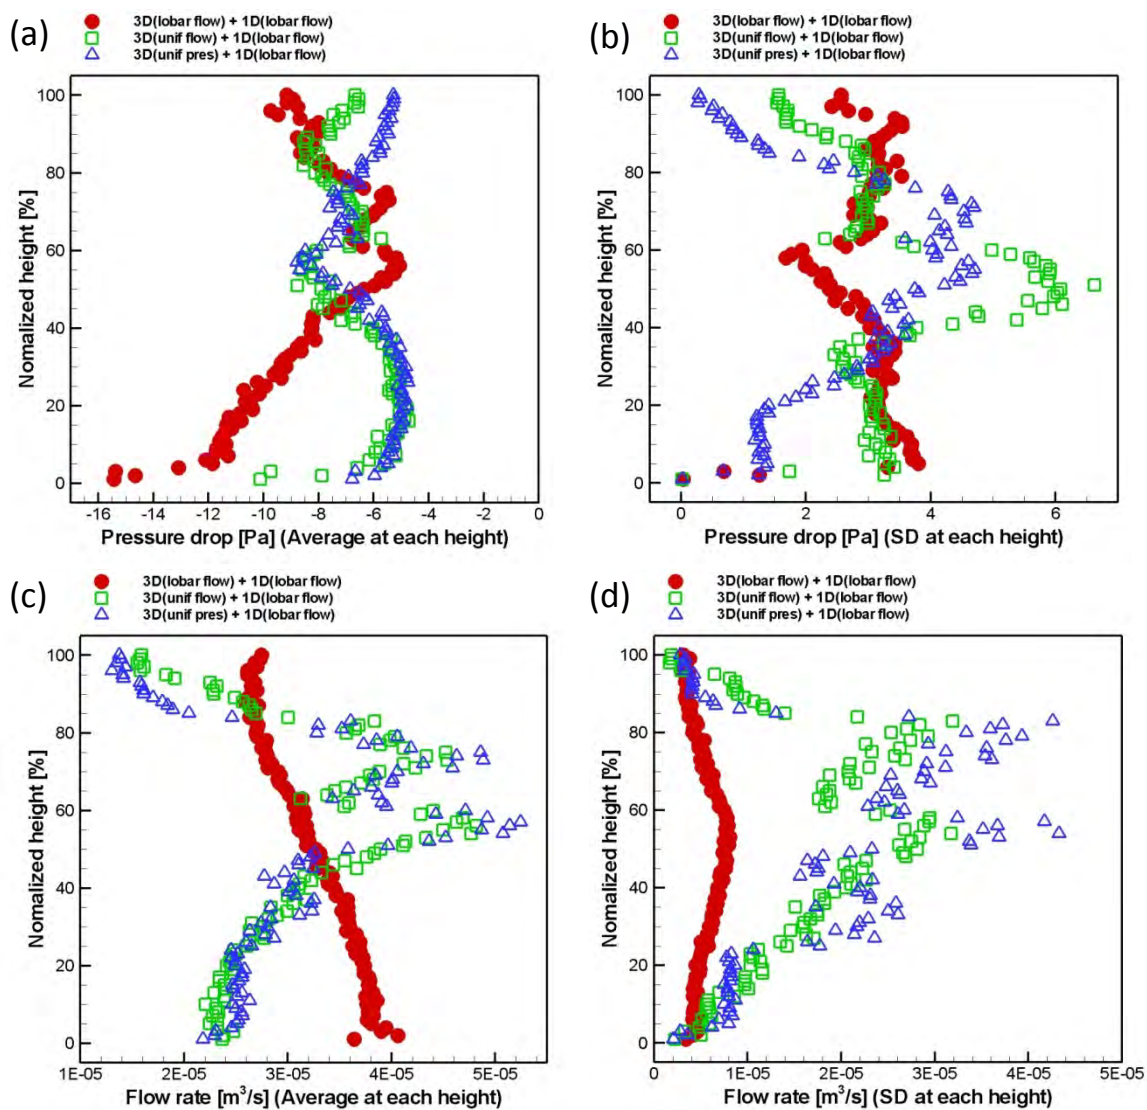 (a)
3D(lobar flow) + 1D(lobar flow)
3D(unif flow) + 1D(lobar flow)
3D(unif pres) + 1D(lobar flow)
Nomalized height [%]
100
80
60
40
20
0
-16 -14 -12 -10 -8 -6 -4 -2 0
Pressure drop [Pa] (Average at each height)
(b)
3D(lobar flow) + 1D(lobar flow)
3D(unif flow) + 1D(lobar flow)
3D(unif pres) + 1D(lobar flow)
Nomalized height [%]
100
80
60
40
20
0
0 2 4 6
Pressure drop [Pa] (SD at each height)
(c)
3D(lobar flow) + 1D(lobar flow)
3D(unif flow) + 1D(lobar flow)
3D(unif pres) + 1D(lobar flow)
Nomalized height [%]
100
80
60
40
20
0
1E-05 2E-05 3E-05 4E-05 5E-05
Flow rate [m³/s] (Average at each height)
(d)
3D(lobar flow) + 1D(lobar flow)
3D(unif flow) + 1D(lobar flow)
3D(unif pres) + 1D(lobar flow)
Nomalized height [%]
100
80
60
40
20
0
0 1E-05 2E-05 3E-05 4E-05 5E-05
Flow rate [m³/s] (SD at each height)